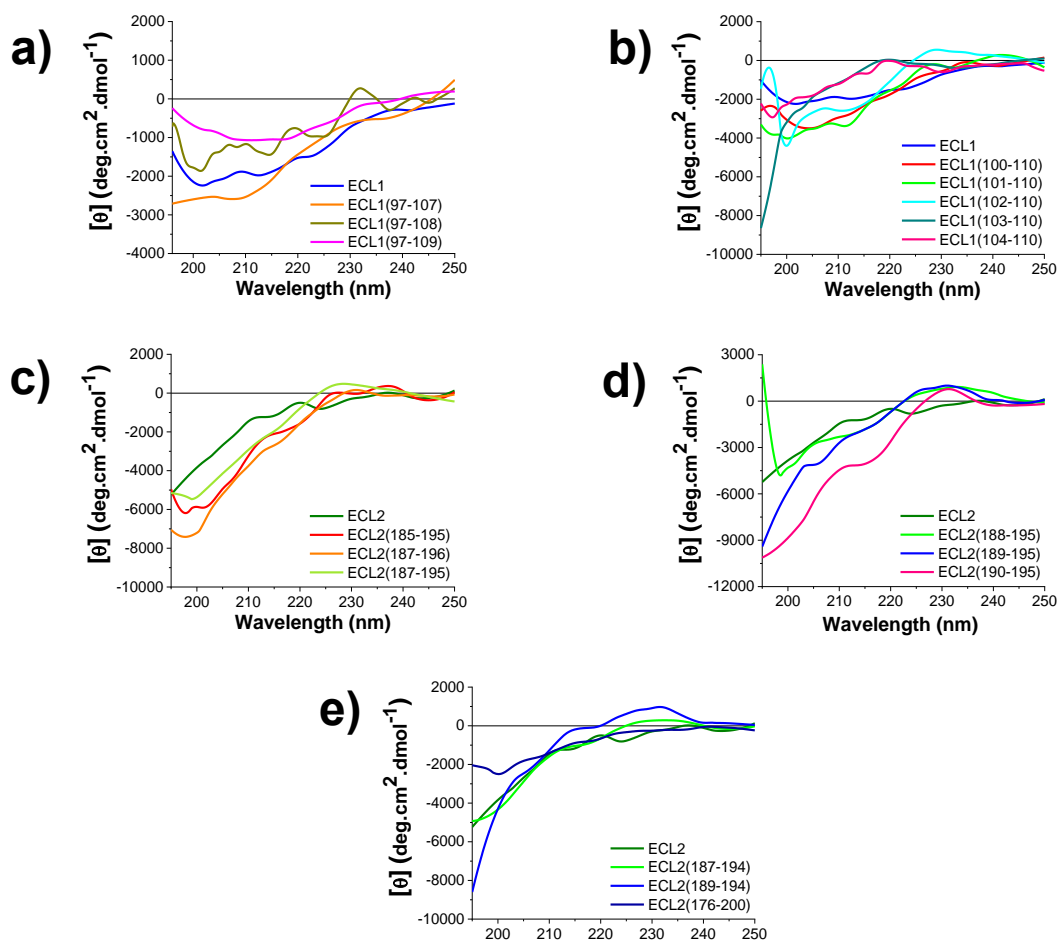 a)
[θ] (deg.cm².dmol⁻¹)
2000
1000
0
-1000
-2000
-3000
-4000
200 210 220 230 240 250
Wavelength (nm)
ECL1
ECL1(97-107)
ECL1(97-108)
ECL1(97-109)
b)
[θ] (deg.cm².dmol⁻¹)
2000
0
-2000
-4000
-6000
-8000
-10000
200 210 220 230 240 250
Wavelength (nm)
ECL1
ECL1(100-110)
ECL1(101-110)
ECL1(102-110)
ECL1(103-110)
ECL1(104-110)
c)
[θ] (deg.cm².dmol⁻¹)
2000
0
-2000
-4000
-6000
-8000
-10000
200 210 220 230 240 250
Wavelength (nm)
ECL2
ECL2(185-195)
ECL2(187-196)
ECL2(187-195)
d)
[θ] (deg.cm².dmol⁻¹)
3000
0
-3000
-6000
-9000
-12000
200 210 220 230 240 250
Wavelength (nm)
ECL2
ECL2(188-195)
ECL2(189-195)
ECL2(190-195)
e)
[θ] (deg.cm².dmol⁻¹)
2000
0
-2000
-4000
-6000
-8000
-10000
200 210 220 230 240 250
ECL2
ECL2(187-194)
ECL2(189-194)
ECL2(176-200)